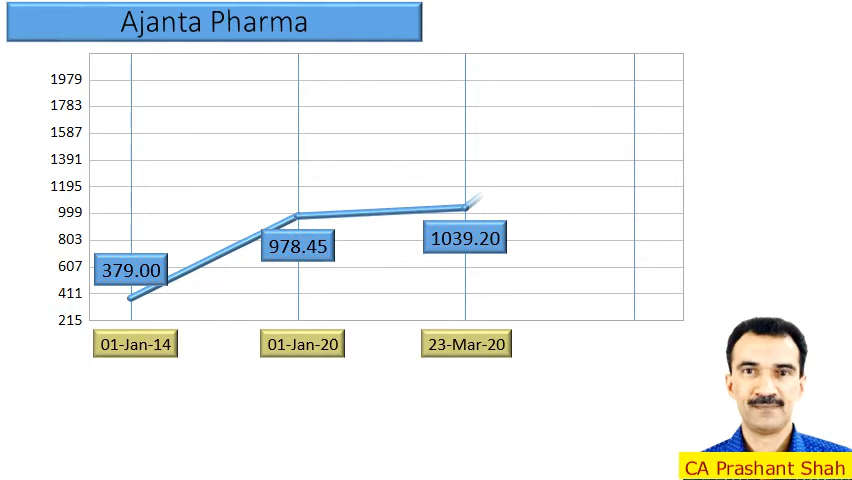 Ajanta Pharma
1979
1783
1587
1391
1195
999
803
607
411
215
379.00
978.45
1039.20
01-Jan-14
01-Jan-20
23-Mar-20
CA Prashant Shah